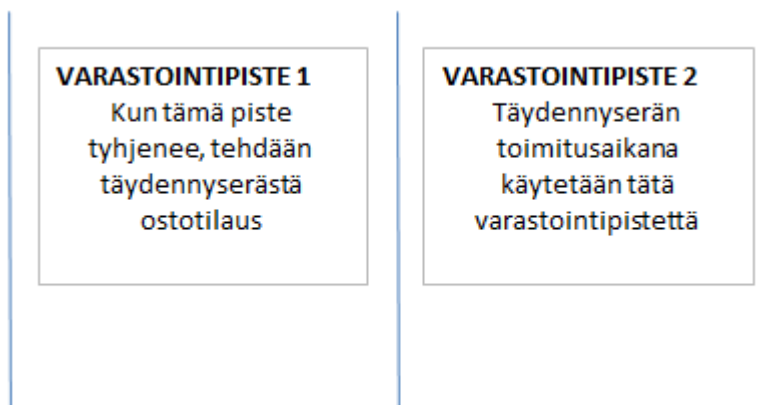 VARASTOINTIPISTE 1
Kun tämä piste
tyhjenee, tehdään
täydennyserästä
ostotilaus
VARASTOINTIPISTE 2
Täydennyserän
toimitusaikana
käytetään tätä
varastointipistettä